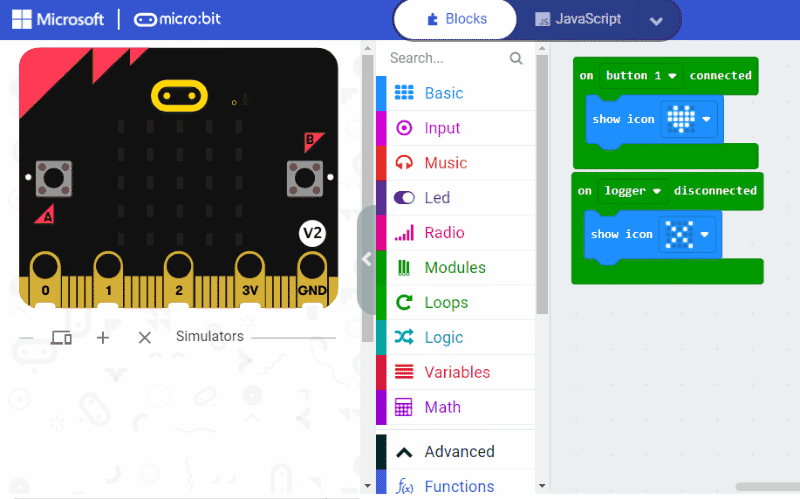 Microsoft | micro:bit
Blocks
JavaScript
B
A
V2
0 1 2 3V GND
Simulators
Search...
Basic
Input
Music
Led
Radio
Modules
Loops
Logic
Variables
Math
Advanced
f(x) Functions
on button 1 connected
show icon
on logger disconnected
show icon